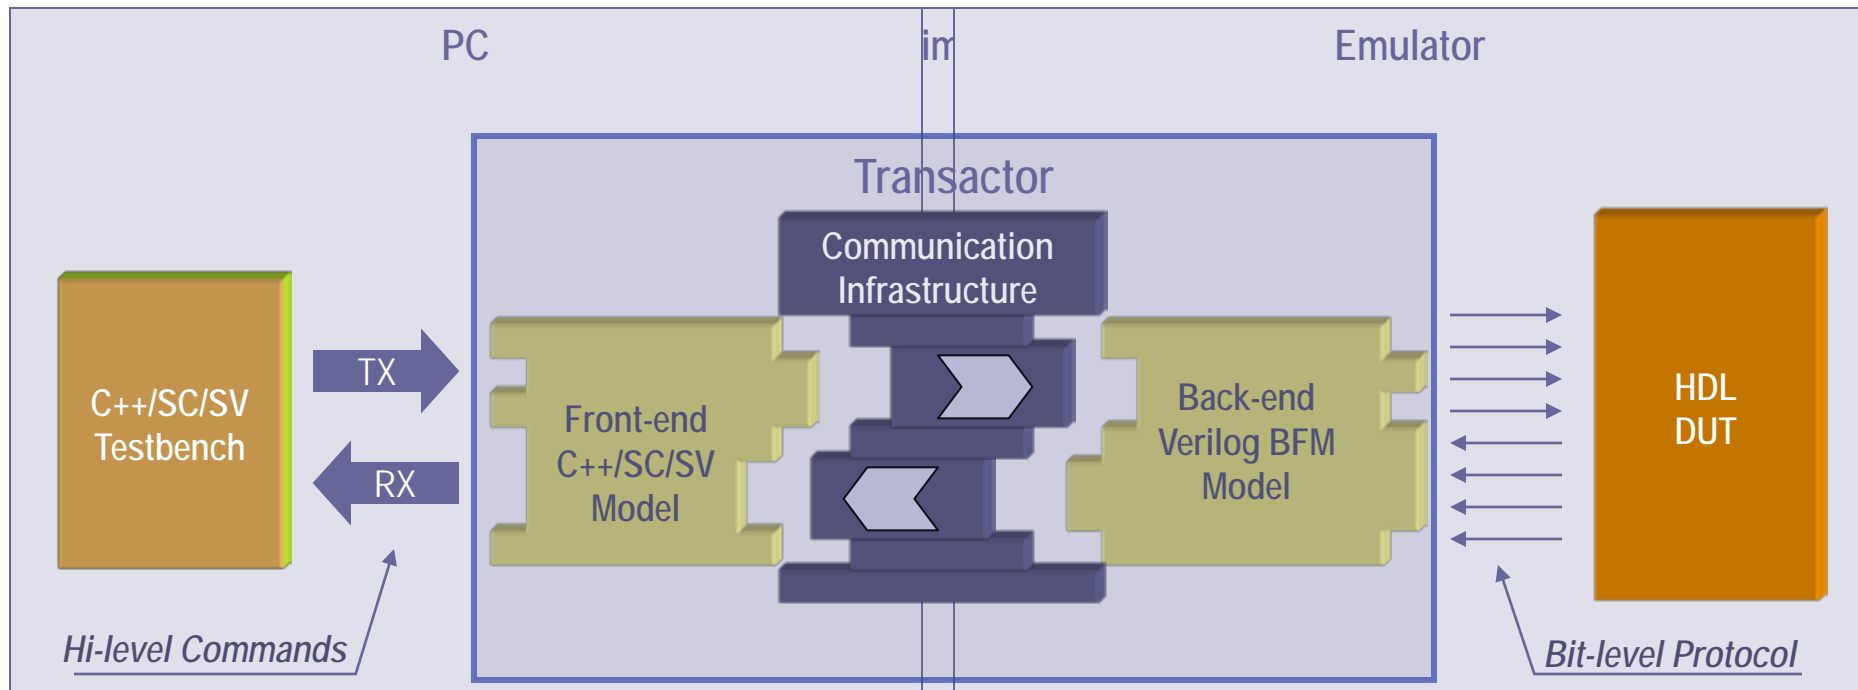 PC
im
Emulator
Transactor
Communication
Infrastructure
C++/SC/SV
Testbench
TX
RX
Front-end
C++/SC/SV
Model
Back-end
Verilog BFM
Model
HDL
DUT
Hi-level Commands
Bit-level Protocol